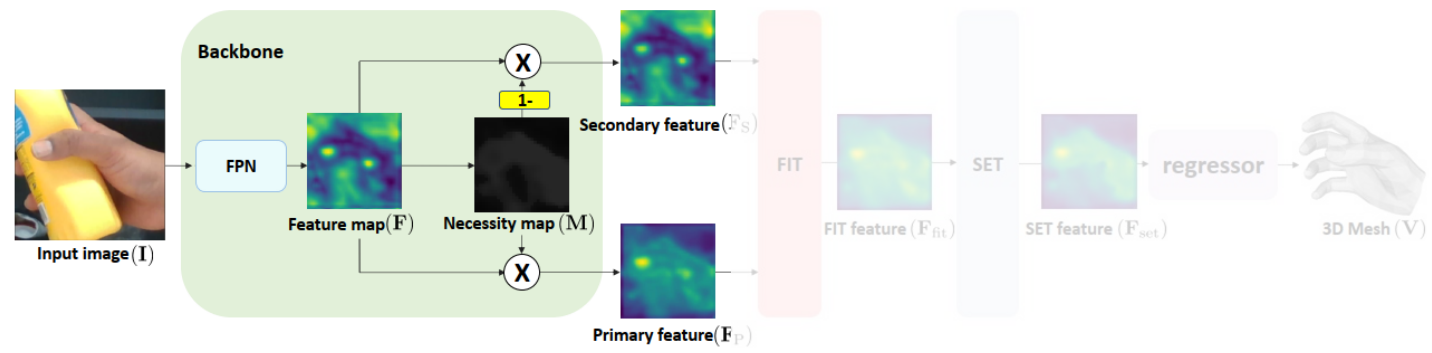 Backbone
X
1-
Secondary feature(F_S)
FPN
FIT
SET
regressor
Feature map(F)
Necessity map (M)
FIT feature (F_fit)
SET feature (F_set)
3D Mesh (V)
Input image(I)
X
Primary feature(F_P)